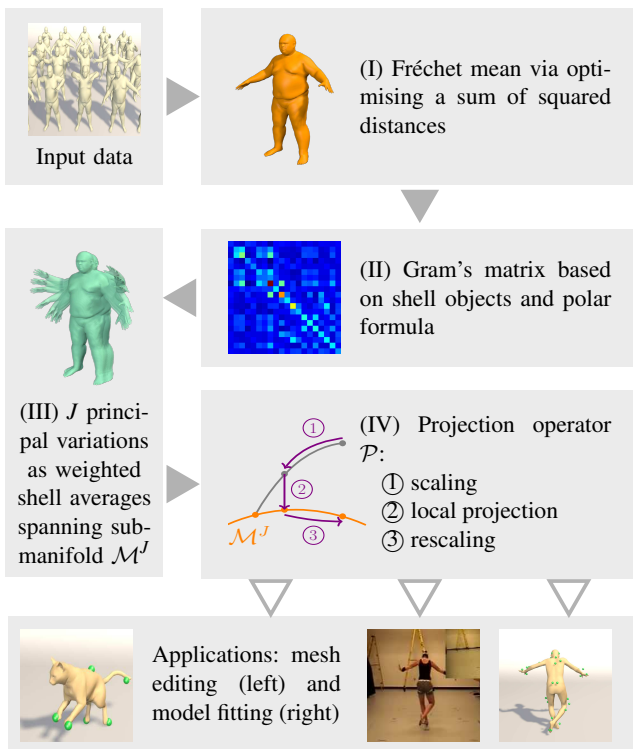 Input data
(I) Fréchet mean via opti-
mising a sum of squared
distances
(II) Gram's matrix based
on shell objects and polar
formula
(III) J princi-
pal variations
as weighted
shell averages
spanning sub-
manifold ℳᴶ
1
2
3
ℳᴶ
(IV) Projection operator
𝒫:
① scaling
② local projection
③ rescaling
Applications: mesh
editing (left) and
model fitting (right)